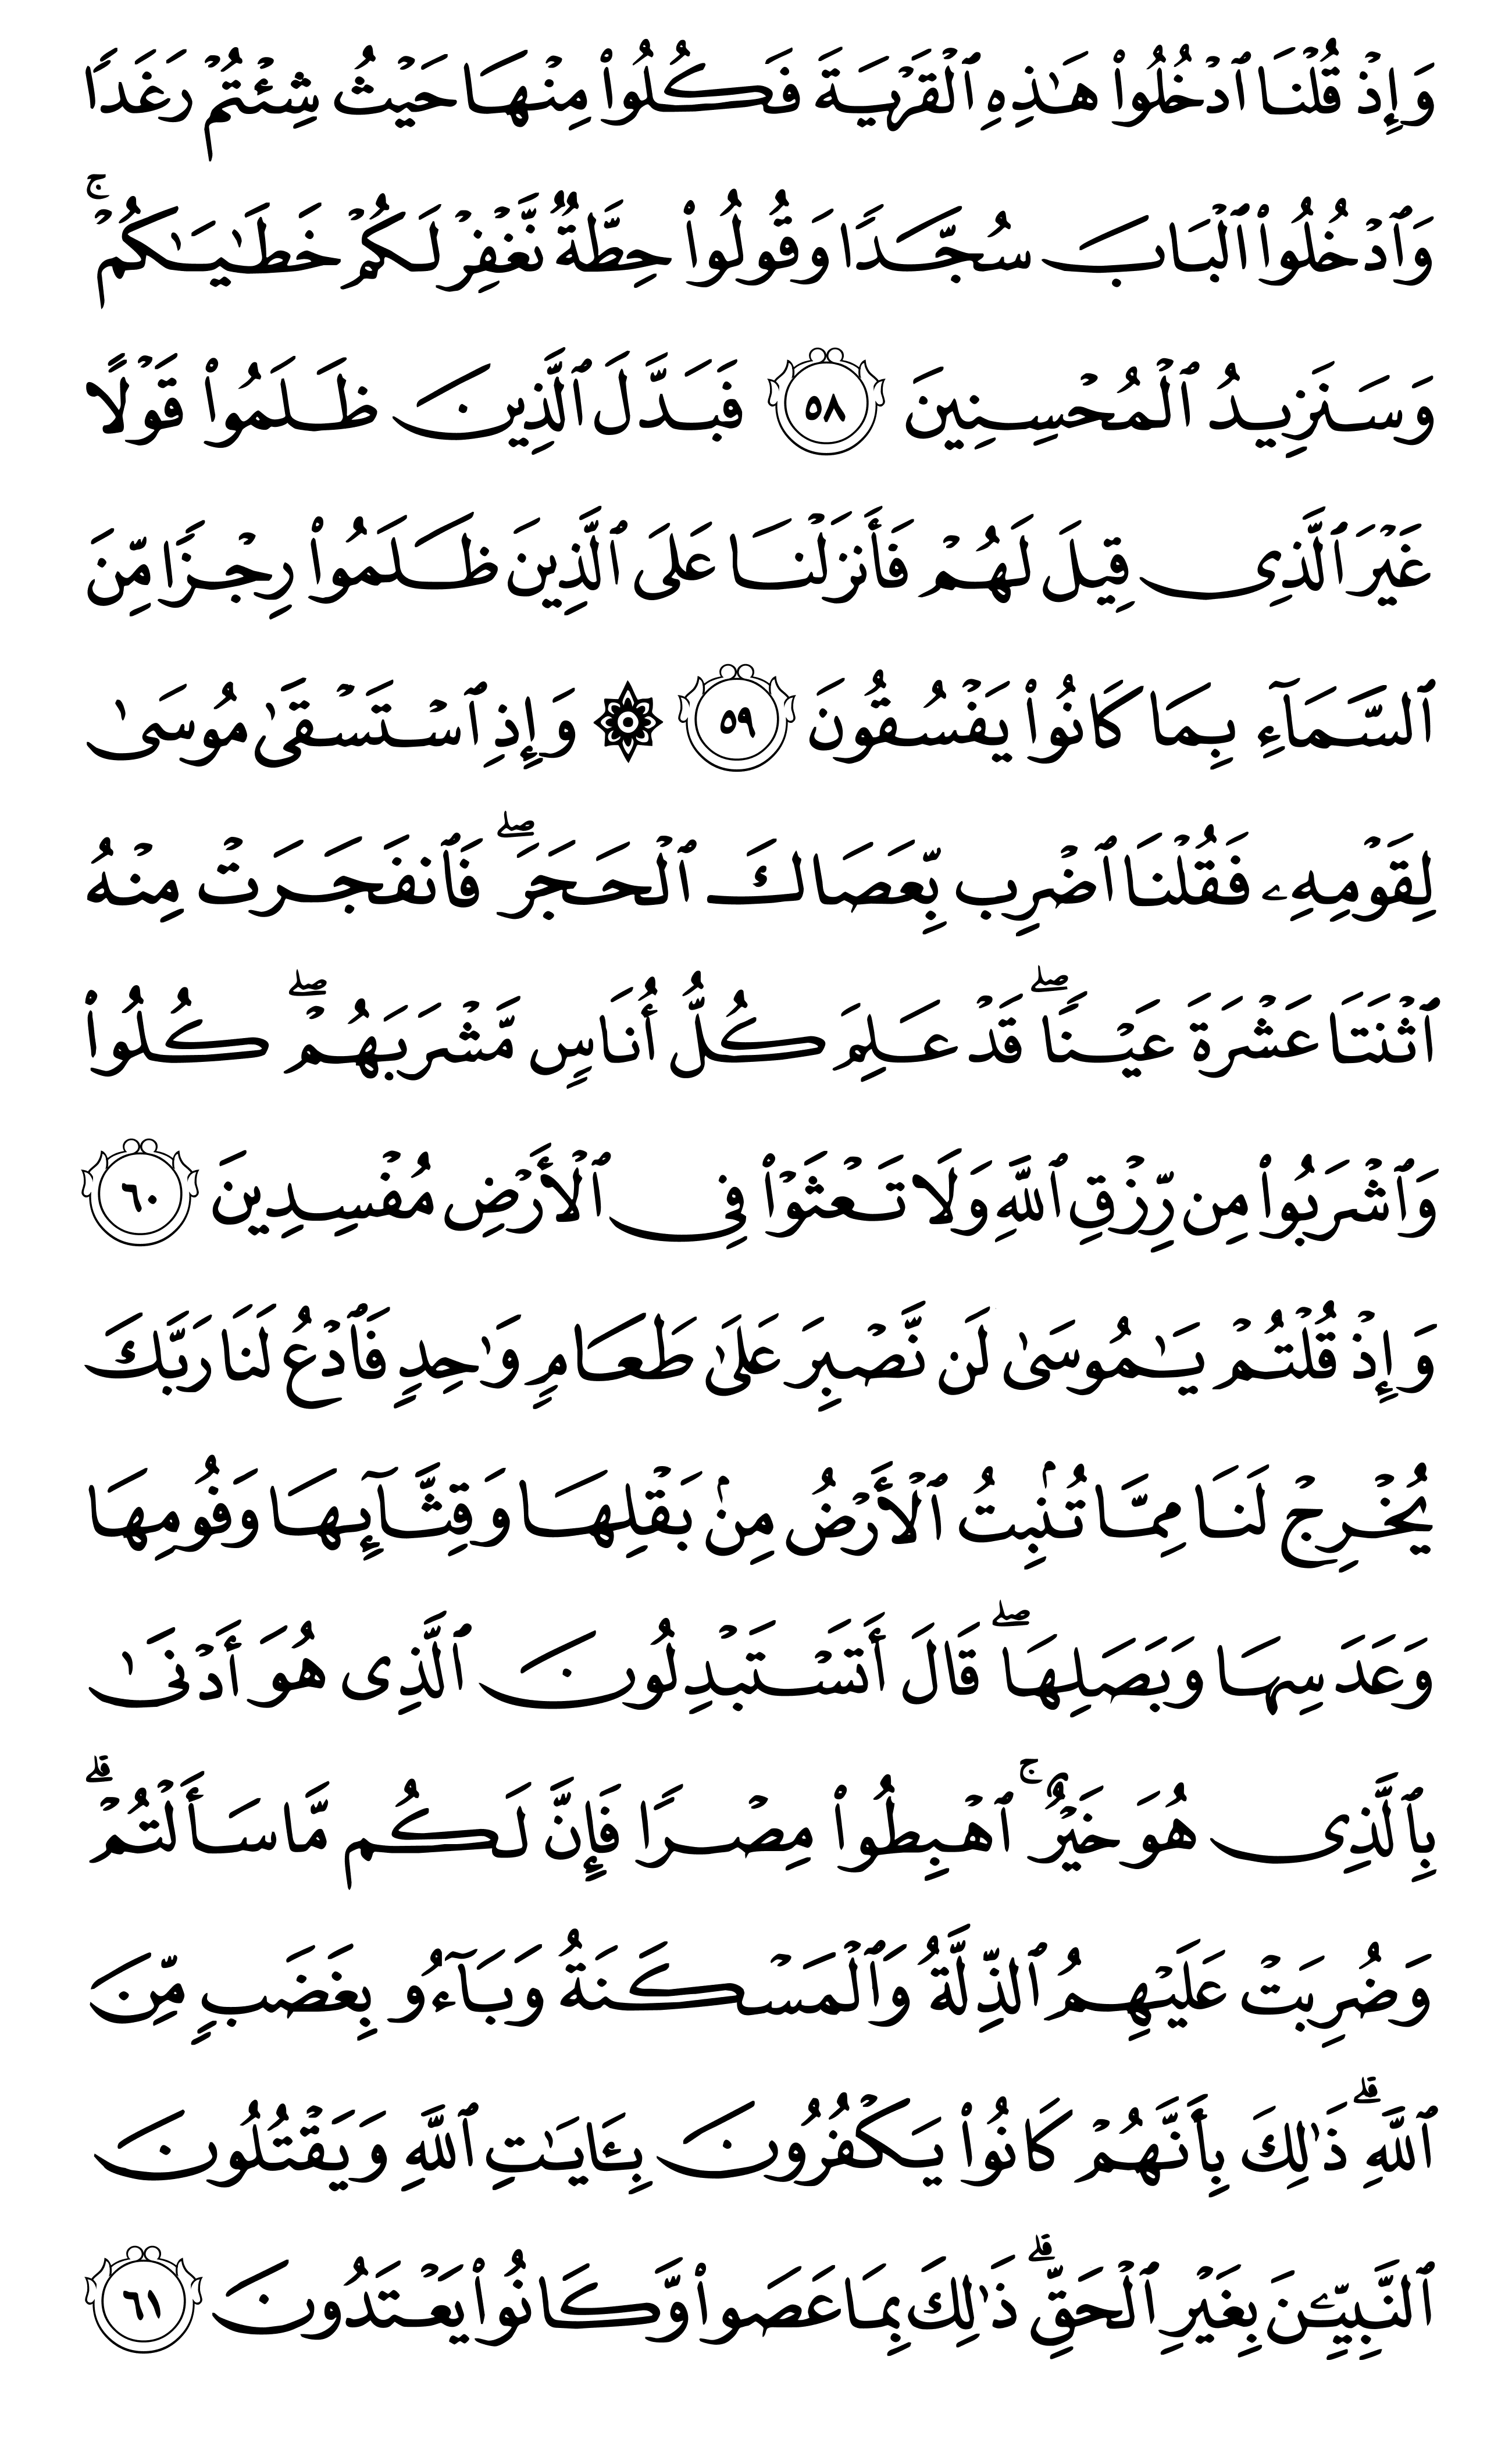 وَإِذْ قُلْنَا ٱدْخُلُوا۟ هَـٰذِهِ ٱلْقَرْيَةَ فَكُلُوا۟ مِنْهَا حَيْثُ شِئْتُمْ رَغَدًا
وَٱدْخُلُوا۟ ٱلْبَابَ سُجَّدًا وَقُولُوا۟ حِطَّةٌ نَّغْفِرْ لَكُمْ خَطَـٰيَـٰكُمْ ۚ
وَسَنَزِيدُ ٱلْمُحْسِنِينَ ٥٨ فَبَدَّلَ ٱلَّذِينَ ظَلَمُوا۟ قَوْلًا
غَيْرَ ٱلَّذِى قِيلَ لَهُمْ فَأَنزَلْنَا عَلَى ٱلَّذِينَ ظَلَمُوا۟ رِجْزًا مِّنَ
ٱلسَّمَآءِ بِمَا كَانُوا۟ يَفْسُقُونَ ٥٩ ۞ وَإِذِ ٱسْتَسْقَىٰ مُوسَىٰ
لِقَوْمِهِۦ فَقُلْنَا ٱضْرِب بِّعَصَاكَ ٱلْحَجَرَ ۖ فَٱنفَجَرَتْ مِنْهُ
ٱثْنَتَا عَشْرَةَ عَيْنًا ۖ قَدْ عَلِمَ كُلُّ أُنَاسٍ مَّشْرَبَهُمْ ۖ كُلُوا۟
وَٱشْرَبُوا۟ مِن رِّزْقِ ٱللَّهِ وَلَا تَعْثَوْا۟ فِى ٱلْأَرْضِ مُفْسِدِينَ ٦٠
وَإِذْ قُلْتُمْ يَـٰمُوسَىٰ لَن نَّصْبِرَ عَلَىٰ طَعَامٍ وَٰحِدٍ فَٱدْعُ لَنَا رَبَّكَ
يُخْرِجْ لَنَا مِمَّا تُنۢبِتُ ٱلْأَرْضُ مِنۢ بَقْلِهَا وَقِثَّآئِهَا وَفُومِهَا
وَعَدَسِهَا وَبَصَلِهَا ۖ قَالَ أَتَسْتَبْدِلُونَ ٱلَّذِى هُوَ أَدْنَىٰ
بِٱلَّذِى هُوَ خَيْرٌ ۚ ٱهْبِطُوا۟ مِصْرًا فَإِنَّ لَكُم مَّا سَأَلْتُمْ ۗ
وَضُرِبَتْ عَلَيْهِمُ ٱلذِّلَّةُ وَٱلْمَسْكَنَةُ وَبَآءُو بِغَضَبٍ مِّنَ
ٱللَّهِ ۗ ذَٰلِكَ بِأَنَّهُمْ كَانُوا۟ يَكْفُرُونَ بِـَٔايَـٰتِ ٱللَّهِ وَيَقْتُلُونَ
ٱلنَّبِيِّـۧنَ بِغَيْرِ ٱلْحَقِّ ۗ ذَٰلِكَ بِمَا عَصَوا۟ وَّكَانُوا۟ يَعْتَدُونَ ٦١